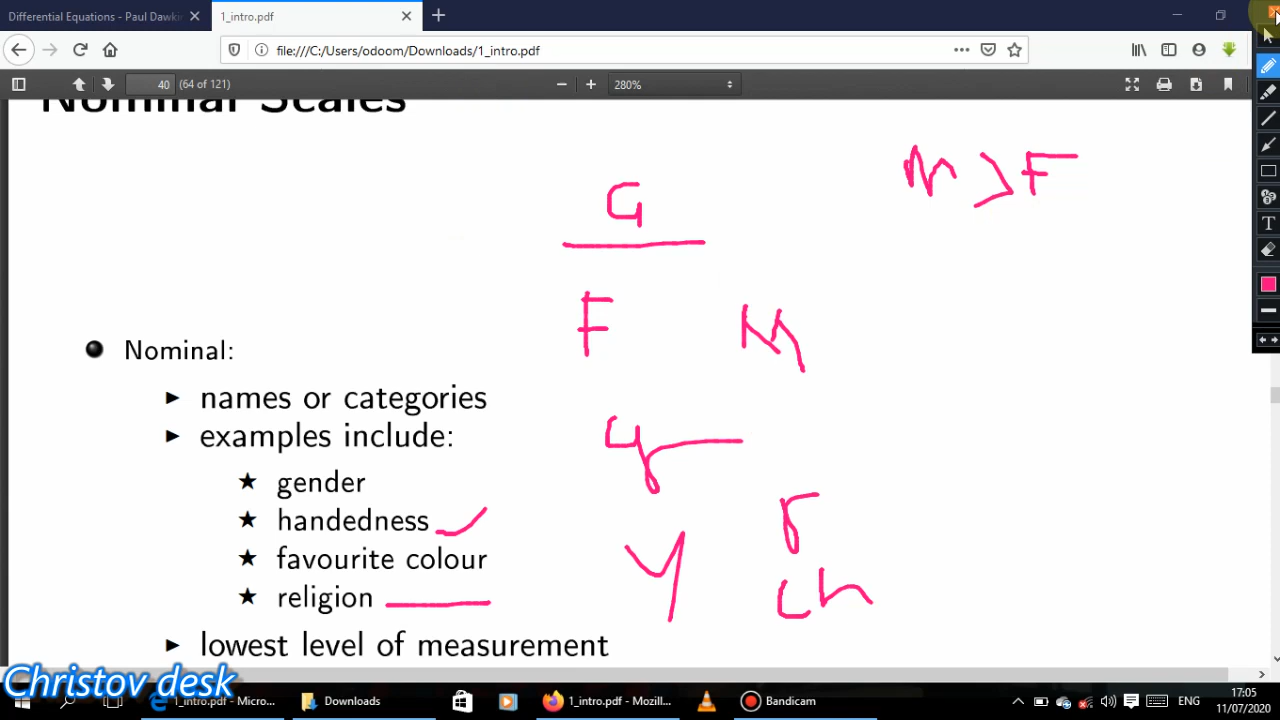 Differential Equations - Paul Dawkin
1_intro.pdf
file:///C:/Users/odoom/Downloads/1_intro.pdf
40 (64 of 121)
280%
Nominal Scales
M > F
G
F M
Nominal:
names or categories
examples include:
gender
handedness
favourite colour
religion
Y
ch
lowest level of measurement
Christov desk
1_intro.pdf - Micro...
Downloads
1_intro.pdf - Mozill...
Bandicam
ENG
17:05
11/07/2020